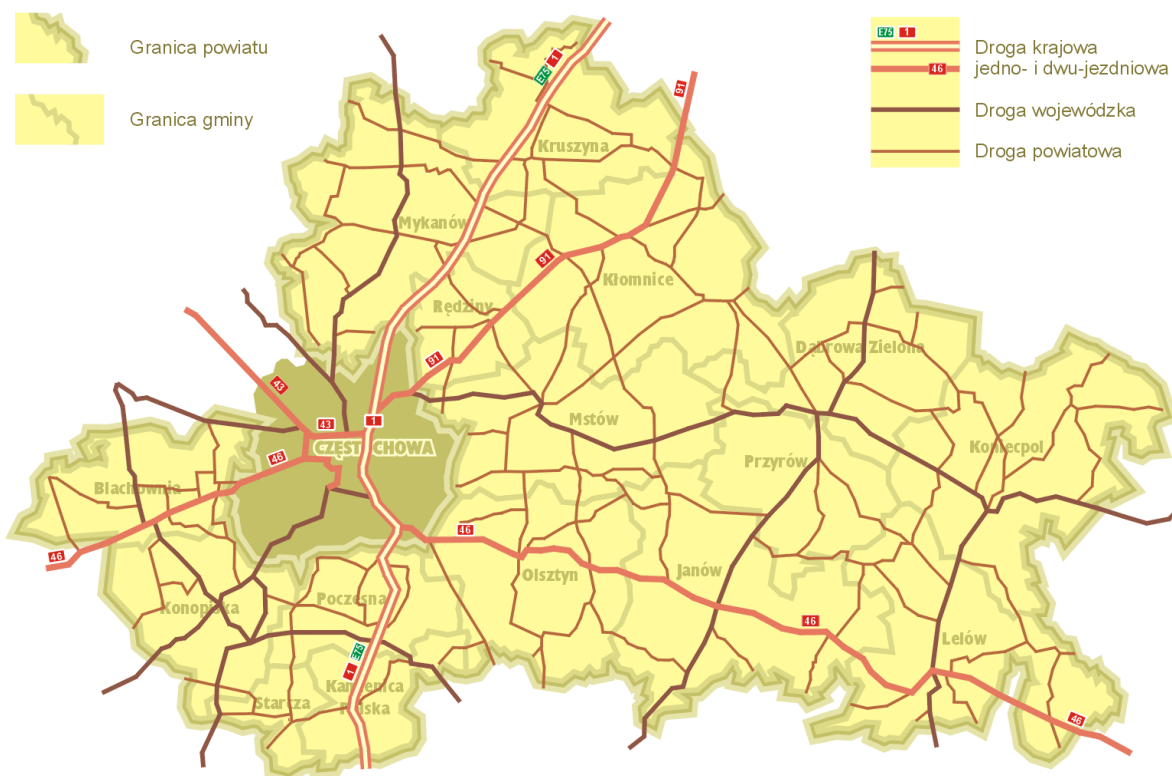 Granica powiatu
Granica gminy
E75 1
Droga krajowa
46
jedno- i dwu-jezdniowa
Droga wojewódzka
Droga powiatowa
E75 1
91
Kruszyna
Mykanów
91
Kłomnice
Rędziny
Dąbrowa Zielona
91
43
43
1
Mstów
CZĘSTOCHOWA
Koniecpol
46
Przyrów
Blachownia
46
46
Olsztyn
Janów
Poczesna
Konopiska
46
Lelów
1 E75
Kamienica
Polska
Starcza
46